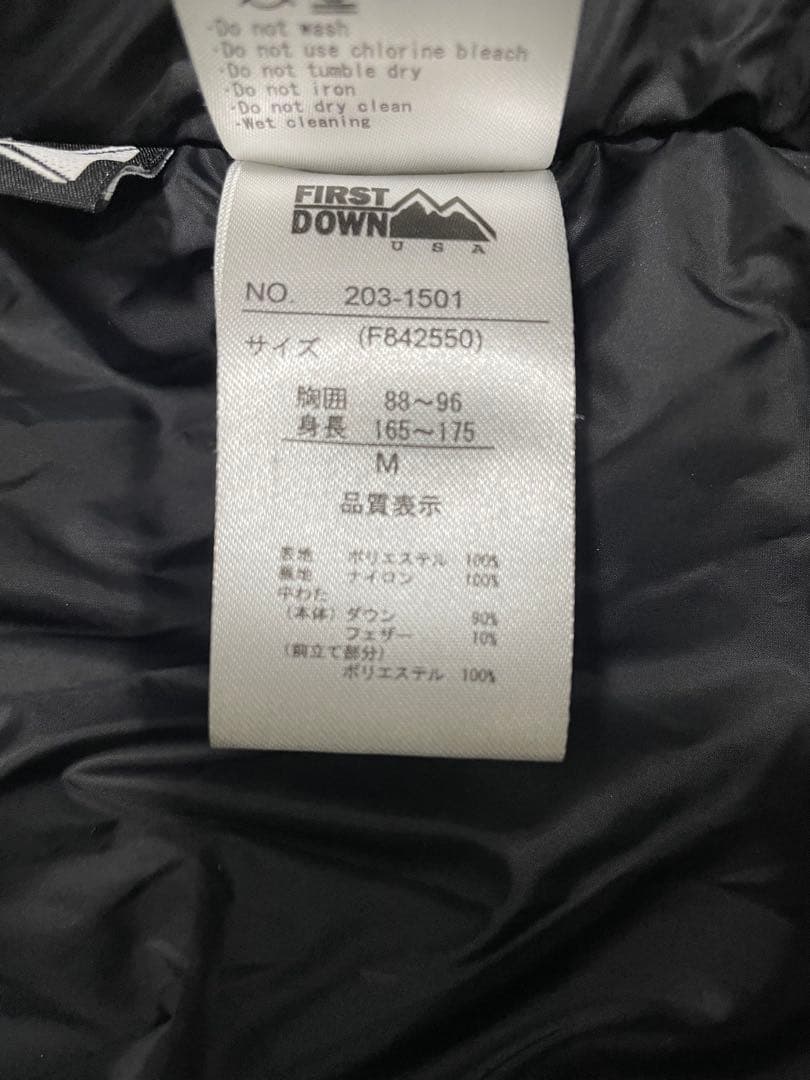 ·Do not wash
·Do not use chlorine bleach
·Do not tumble dry
·Do not iron
·Do not dry clean
·Wet cleaning
FIRST
DOWN
USA
NO. 203-1501
サイズ (F842550)
胸囲 88～96
身長 165～175
M
品質表示
表地 ポリエステル 100%
裏地 ナイロン 100%
中わた
(本体) ダウン 90%
フェザー 10%
(前立て部分)
ポリエステル 100%